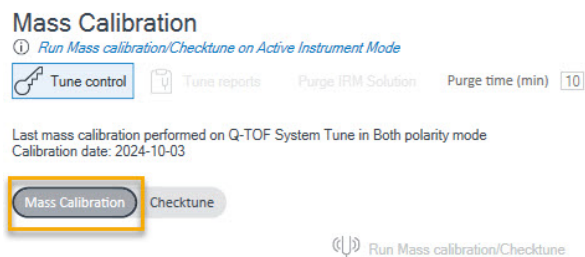 Mass Calibration
Run Mass calibration/Checktune on Active Instrument Mode
Tune control Tune reports Purge IRM Solution Purge time (min) 10
Last mass calibration performed on Q-TOF System Tune in Both polarity mode
Calibration date: 2024-10-03
Mass Calibration Checktune
Run Mass calibration/Checktune